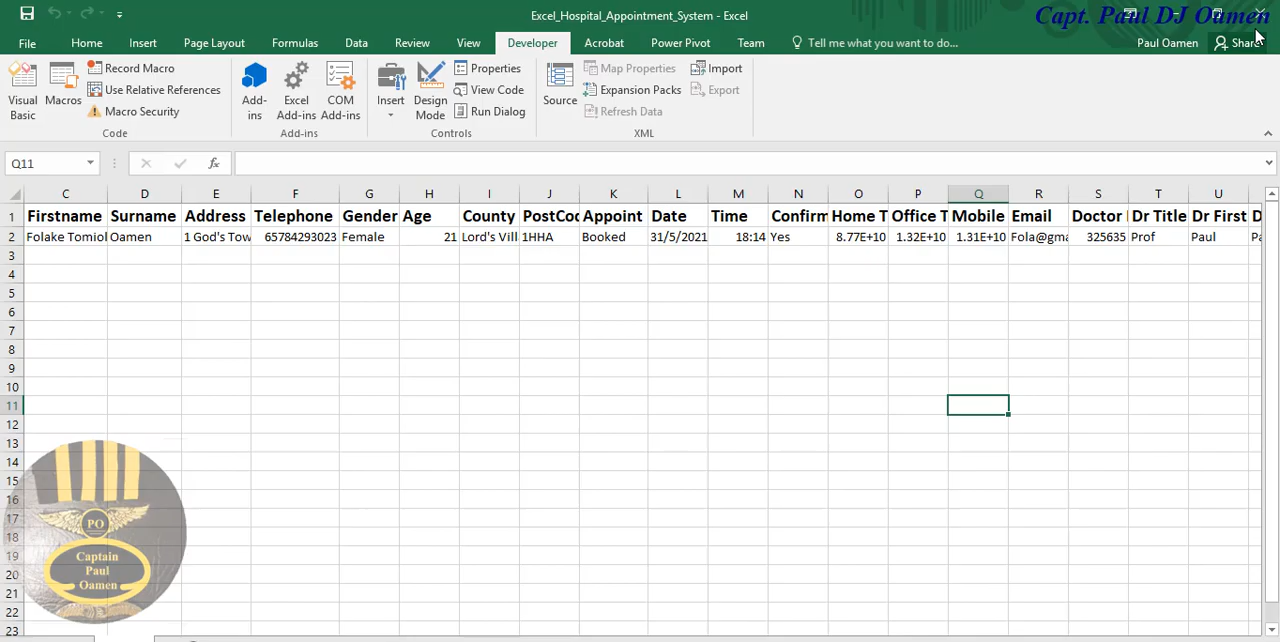 Excel_Hospital_Appointment_System - Excel
Capt. Paul DJ Oamen
File Home Insert Page Layout Formulas Data Review View Developer Acrobat Power Pivot Team Tell me what you want to do... Paul Oamen Share
Visual Basic
Macros
Record Macro
Use Relative References
Macro Security
Code
Add-ins
Excel Add-ins
COM Add-ins
Add-ins
Insert
Design Mode
Properties
View Code
Run Dialog
Controls
Source
Map Properties
Expansion Packs
Refresh Data
Import
Export
XML
Q11 fx
C D E F G H I J K L M N O P Q R S T U
1 Firstname Surname Address Telephone Gender Age County PostCoc Appoint Date Time Confirm Home T Office T Mobile Email Doctor Dr Title Dr First D
2 Folake Tomiol Oamen 1 God's Tow 65784293023 Female 21 Lord's Vill 1HHA Booked 31/5/2021 18:14 Yes 8.77E+10 1.32E+10 1.31E+10 Fola@gma 325635 Prof Paul Pa
3
4
5
6
7
8
9
10
11
12
13
14
15
16
17
18
19
20
21
22
23
PO
Captain
Paul
Oamen